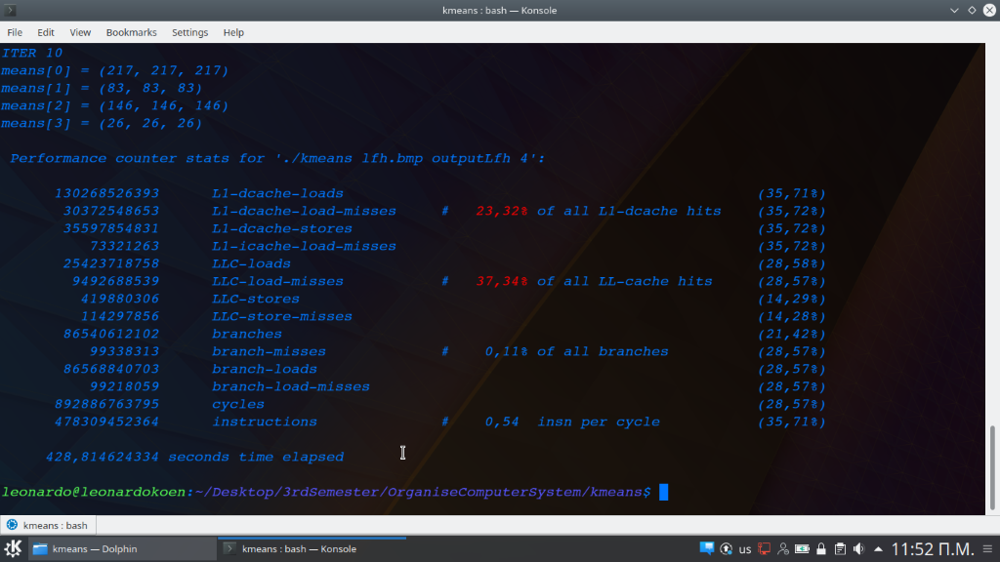 kmeans : bash — Konsole
File Edit View Bookmarks Settings Help
ITER 10
means[0] = (217, 217, 217)
means[1] = (83, 83, 83)
means[2] = (146, 146, 146)
means[3] = (26, 26, 26)
Performance counter stats for './kmeans lfh.bmp outputLfh 4':
130268526393 L1-dcache-loads (35,71%)
30372548653 L1-dcache-load-misses # 23,32% of all L1-dcache hits (35,72%)
35597854831 L1-dcache-stores (35,72%)
73321263 L1-icache-load-misses (35,72%)
25423718758 LLC-loads (28,58%)
9492688539 LLC-load-misses # 37,34% of all LL-cache hits (28,57%)
419880306 LLC-stores (14,29%)
114297856 LLC-store-misses (14,28%)
86540612102 branches (21,42%)
99338313 branch-misses # 0,11% of all branches (28,57%)
86568840703 branch-loads (28,57%)
99218059 branch-load-misses (28,57%)
892886763795 cycles (28,57%)
478309452364 instructions # 0,54 insn per cycle (35,71%)
428,814624334 seconds time elapsed
leonardo@leonardokoen:~/Desktop/3rdSemester/OrganiseComputerSystem/kmeans$
kmeans : bash
kmeans — Dolphin kmeans : bash — Konsole us 11:52 Π.Μ.